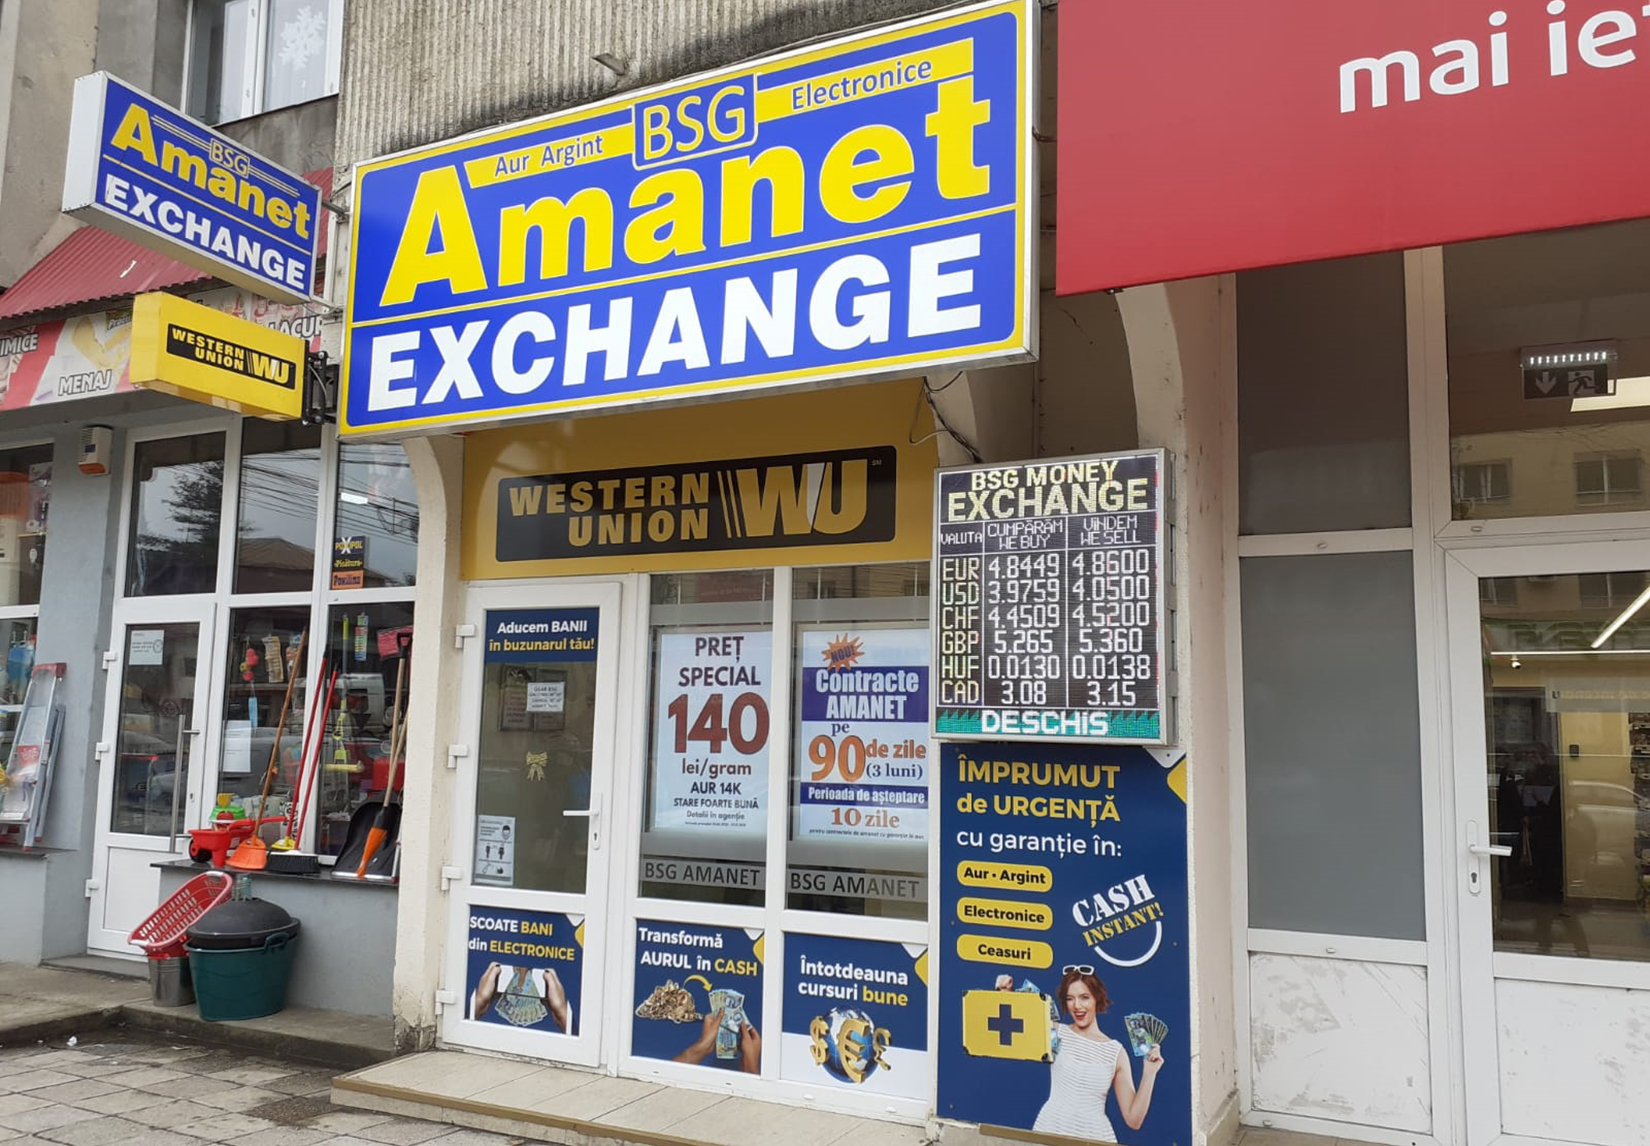 mai ie
Aur Argint
BSG
Electronice
Amanet
EXCHANGE
BSG
Amanet
EXCHANGE
WESTERN
UNION
WU
MENAJ
WESTERN
UNION
WU
BSG MONEY
EXCHANGE
VALUTA CUMPĂRĂM VINDEM
WE BUY WE SELL
EUR 4.8449 4.8600
USD 3.9759 4.0500
CHF 4.4509 4.5200
GBP 5.265 5.360
HUF 0.0130 0.0138
CAD 3.08 3.15
DESCHIS
Aducem BANII
în buzunarul tău!
PREȚ
SPECIAL
140
lei/gram
AUR 14K
STARE FOARTE BUNĂ
Detalii în agenție
NOU!
Contracte
AMANET
pe
90 de zile
(3 luni)
Perioada de așteptare
10 zile
BSG AMANET
BSG AMANET
SCOATE BANI
din ELECTRONICE
Transformă
AURUL în CASH
Întotdeauna
cursuri bune
ÎMPRUMUT
de URGENȚĂ
cu garanție în:
Aur • Argint
Electronice
Ceasuri
CASH
INSTANT!